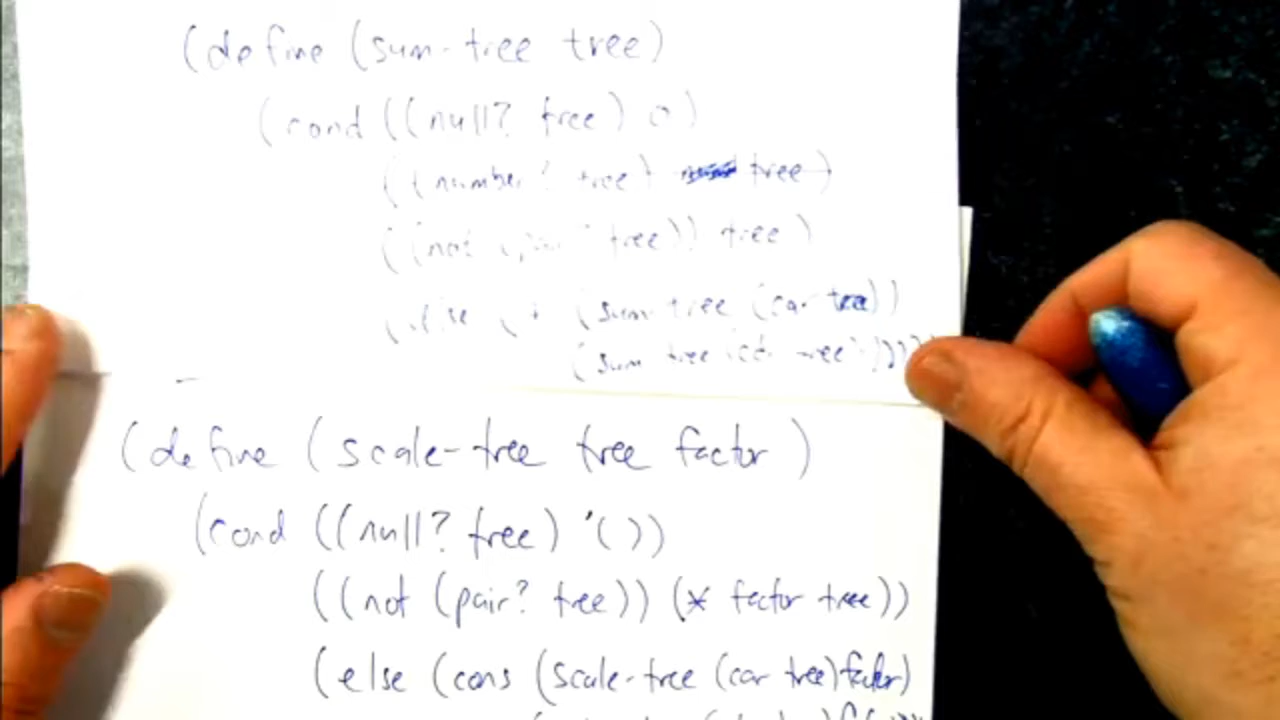 (define (sum-tree tree)
(cond ((null? tree) 0)
((number? tree) tree)
((not (pair? tree)) tree)
(else (+ (sum-tree (car tree))
(sum-tree (cdr tree)))))
(define (scale-tree tree factor)
(cond ((null? tree) '())
((not (pair? tree)) (* factor tree))
(else (cons (scale-tree (car tree) factor)